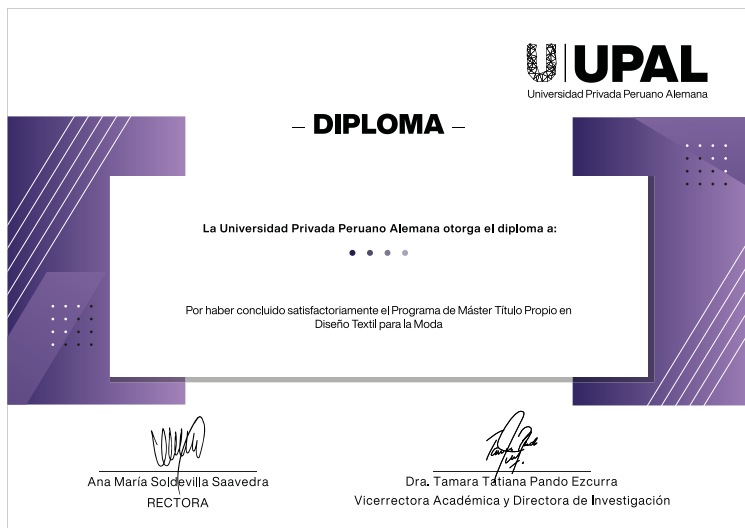 UPAL
Universidad Privada Peruano Alemana
– DIPLOMA –
La Universidad Privada Peruano Alemana otorga el diploma a:
Por haber concluido satisfactoriamente el Programa de Máster Título Propio en
Diseño Textil para la Moda
Ana María Soldevilla Saavedra
RECTORA
Dra. Tamara Tatiana Pando Ezcurra
Vicerrectora Académica y Directora de Investigación